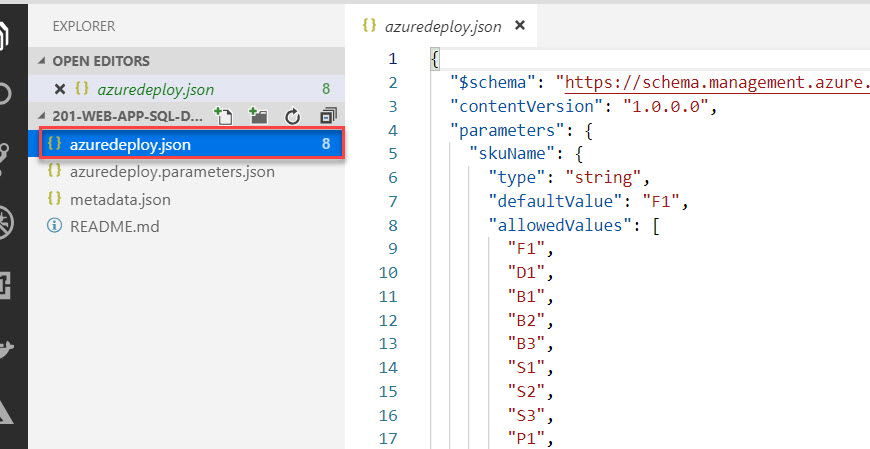 EXPLORER
OPEN EDITORS
azuredeploy.json 8
201-WEB-APP-SQL-D...
azuredeploy.json 8
azuredeploy.parameters.json
metadata.json
README.md
azuredeploy.json
1 {
2 "$schema": "https://schema.management.azure.
3 "contentVersion": "1.0.0.0",
4 "parameters": {
5 "skuName": {
6 "type": "string",
7 "defaultValue": "F1",
8 "allowedValues": [
9 "F1",
10 "D1",
11 "B1",
12 "B2",
13 "B3",
14 "S1",
15 "S2",
16 "S3",
17 "P1",